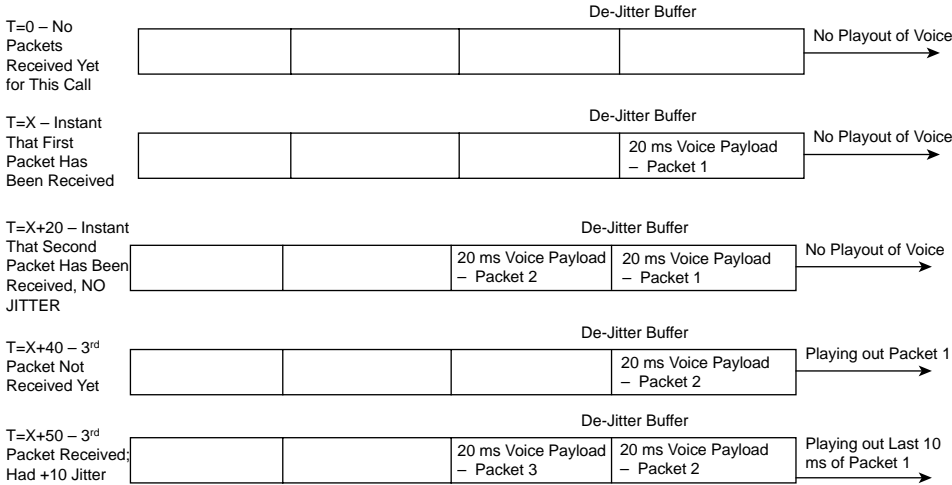 De-Jitter Buffer
T=0 – No
Packets
Received Yet
for This Call
No Playout of Voice
De-Jitter Buffer
T=X – Instant
That First
Packet Has
Been Received
20 ms Voice Payload
– Packet 1
No Playout of Voice
De-Jitter Buffer
T=X+20 – Instant
That Second
Packet Has Been
Received, NO
JITTER
20 ms Voice Payload
– Packet 2
20 ms Voice Payload
– Packet 1
No Playout of Voice
De-Jitter Buffer
T=X+40 – 3rd
Packet Not
Received Yet
20 ms Voice Payload
– Packet 2
Playing out Packet 1
De-Jitter Buffer
T=X+50 – 3rd
Packet Received;
Had +10 Jitter
20 ms Voice Payload
– Packet 3
20 ms Voice Payload
– Packet 2
Playing out Last 10
ms of Packet 1